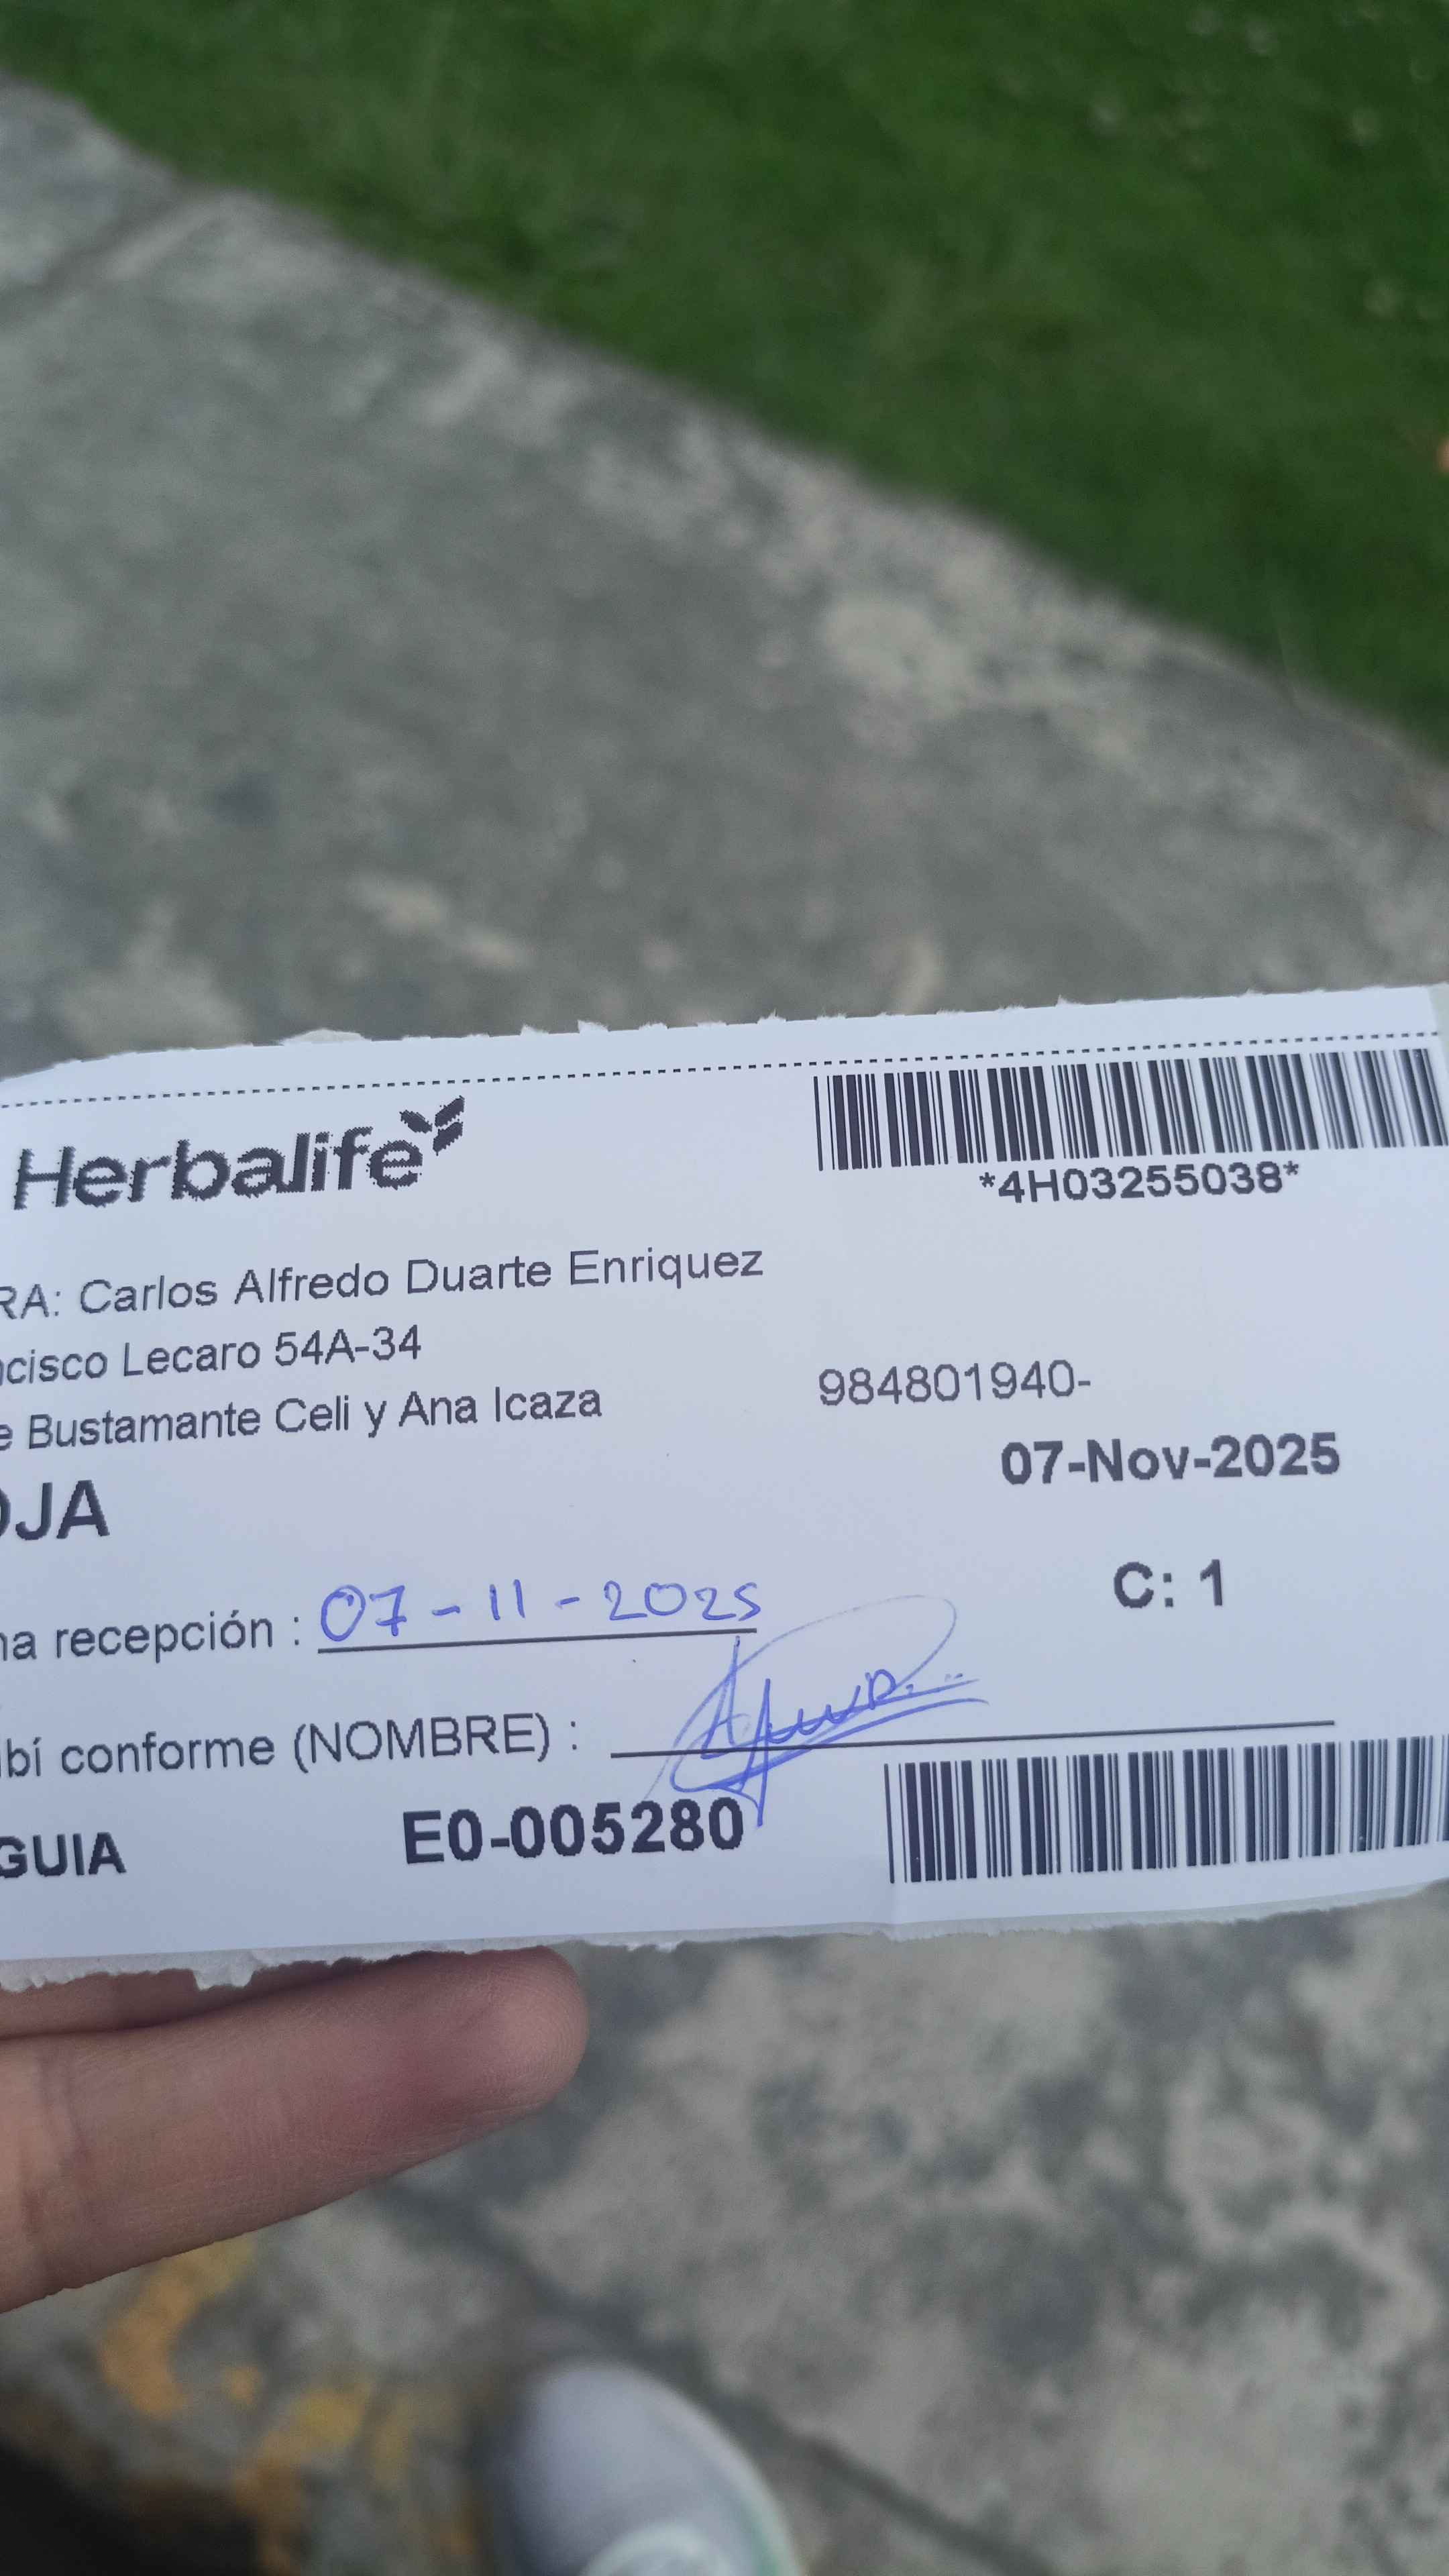 Herbalife
*4H03255038*
RA: Carlos Alfredo Duarte Enriquez
ncisco Lecaro 54A-34
e Bustamante Celi y Ana Icaza
984801940-
07-Nov-2025
OJA
C: 1
na recepción : 07-11-2025
bí conforme (NOMBRE) :
GUIA E0-005280